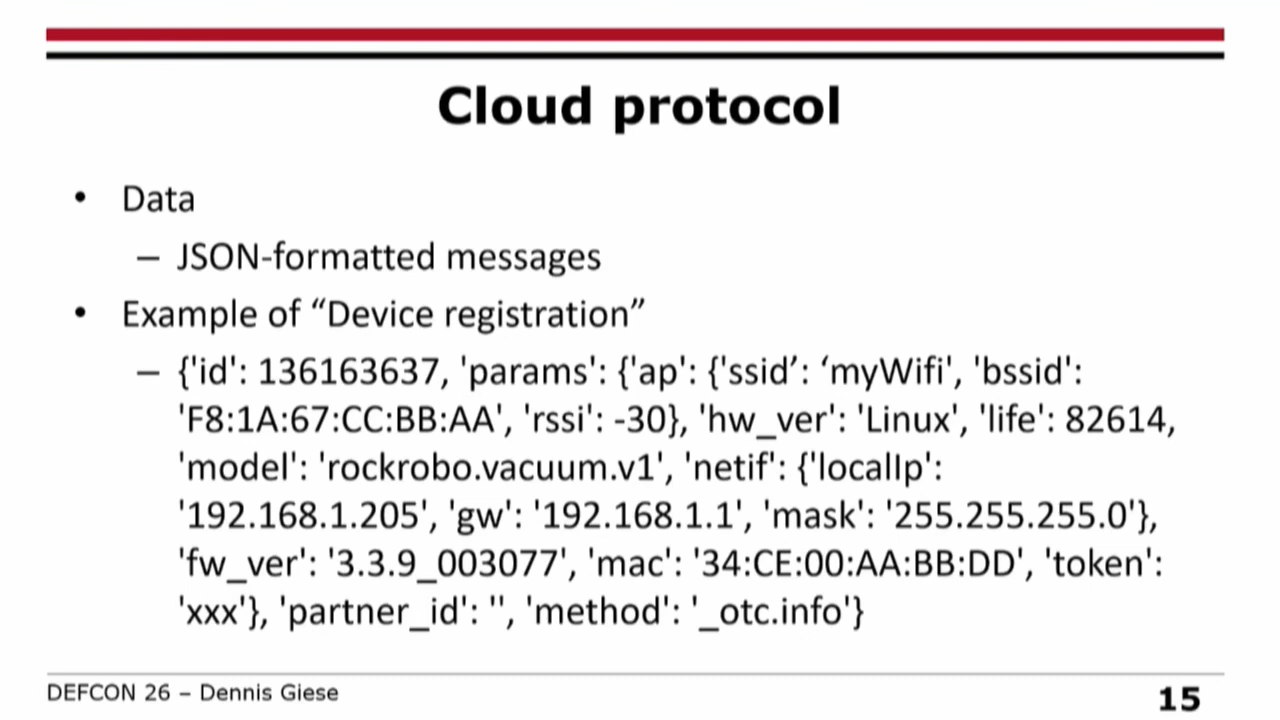 Cloud protocol
• Data
– JSON-formatted messages
• Example of “Device registration”
– {'id': 136163637, 'params': {'ap': {'ssid’: ‘myWifi', 'bssid':
'F8:1A:67:CC:BB:AA', 'rssi': -30}, 'hw_ver': 'Linux', 'life': 82614,
'model': 'rockrobo.vacuum.v1', 'netif': {'localIp':
'192.168.1.205', 'gw': '192.168.1.1', 'mask': '255.255.255.0'},
'fw_ver': '3.3.9_003077', 'mac': '34:CE:00:AA:BB:DD', 'token':
'xxx'}, 'partner_id': '', 'method': '_otc.info'}
DEFCON 26 – Dennis Giese
15